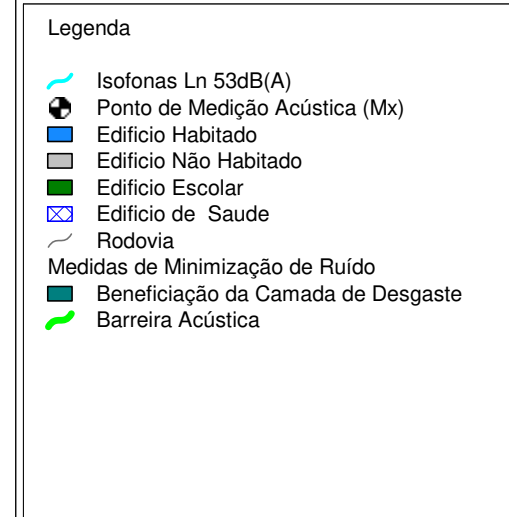 Legenda
Isofonas Ln 53dB(A)
Ponto de Medição Acústica (Mx)
Edificio Habitado
Edificio Não Habitado
Edificio Escolar
Edificio de Saude
Rodovia
Medidas de Minimização de Ruído
Beneficiação da Camada de Desgaste
Barreira Acústica